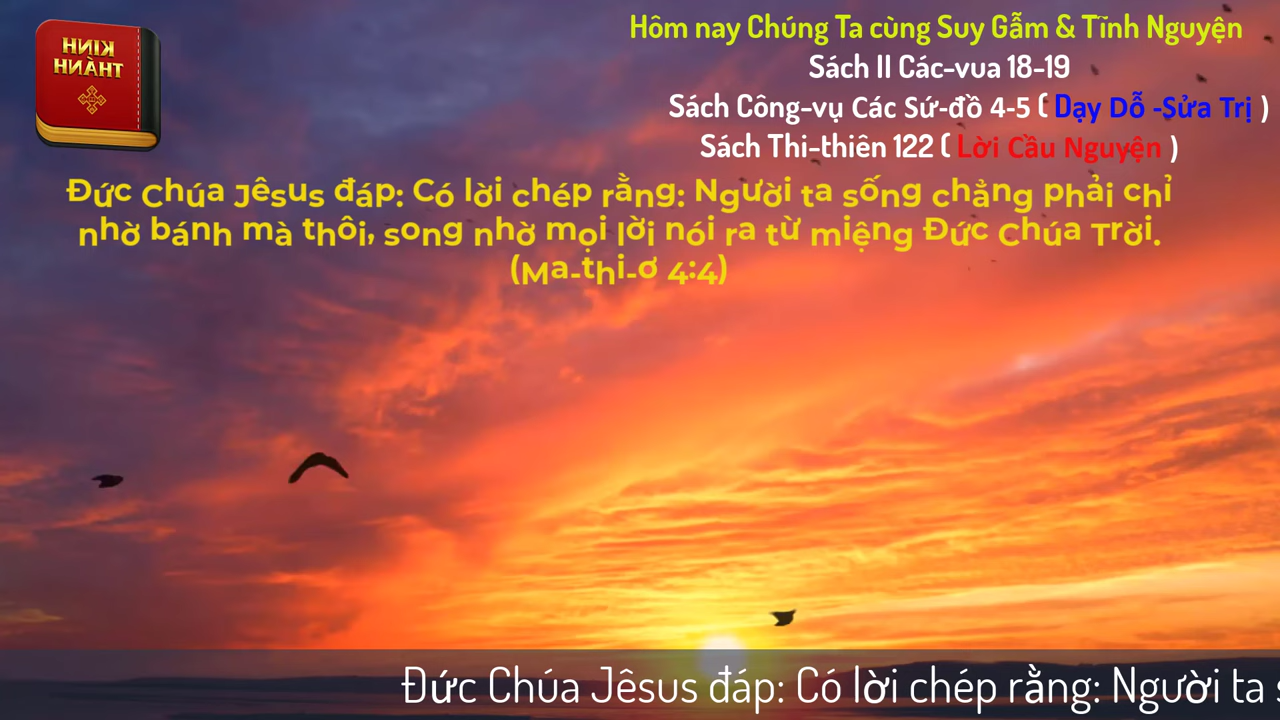 KINH
THÀNH
Hôm nay Chúng Ta cùng Suy Gẫm & Tĩnh Nguyện
Sách II Các-vua 18-19
Sách Công-vụ Các Sứ-đồ 4-5 ( Dạy Dỗ -Sửa Trị )
Sách Thi-thiên 122 ( Lời Cầu Nguyện )
Đức Chúa Jêsus đáp: Có lời chép rằng: Người ta sống chẳng phải chỉ
nhờ bánh mà thôi, song nhờ mọi lời nói ra từ miệng Đức Chúa Trời.
(Ma-thi-ơ 4:4)
Đức Chúa Jêsus đáp: Có lời chép rằng: Người ta